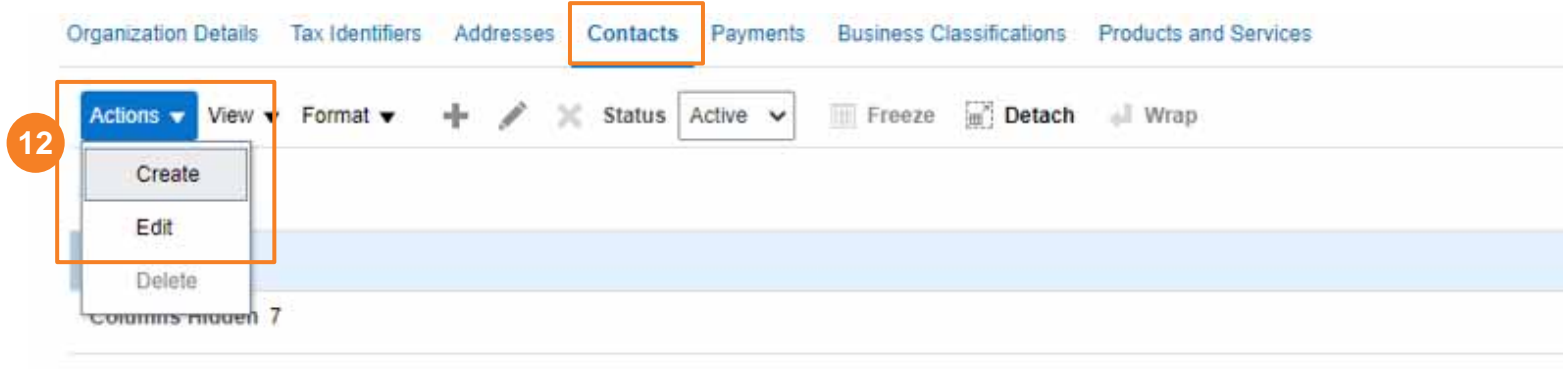 Organization Details Tax Identifiers Addresses Contacts Payments Business Classifications Products and Services
Actions View Format Status Active Freeze Detach Wrap
12
Create
Edit
Delete
Columns Hidden 7